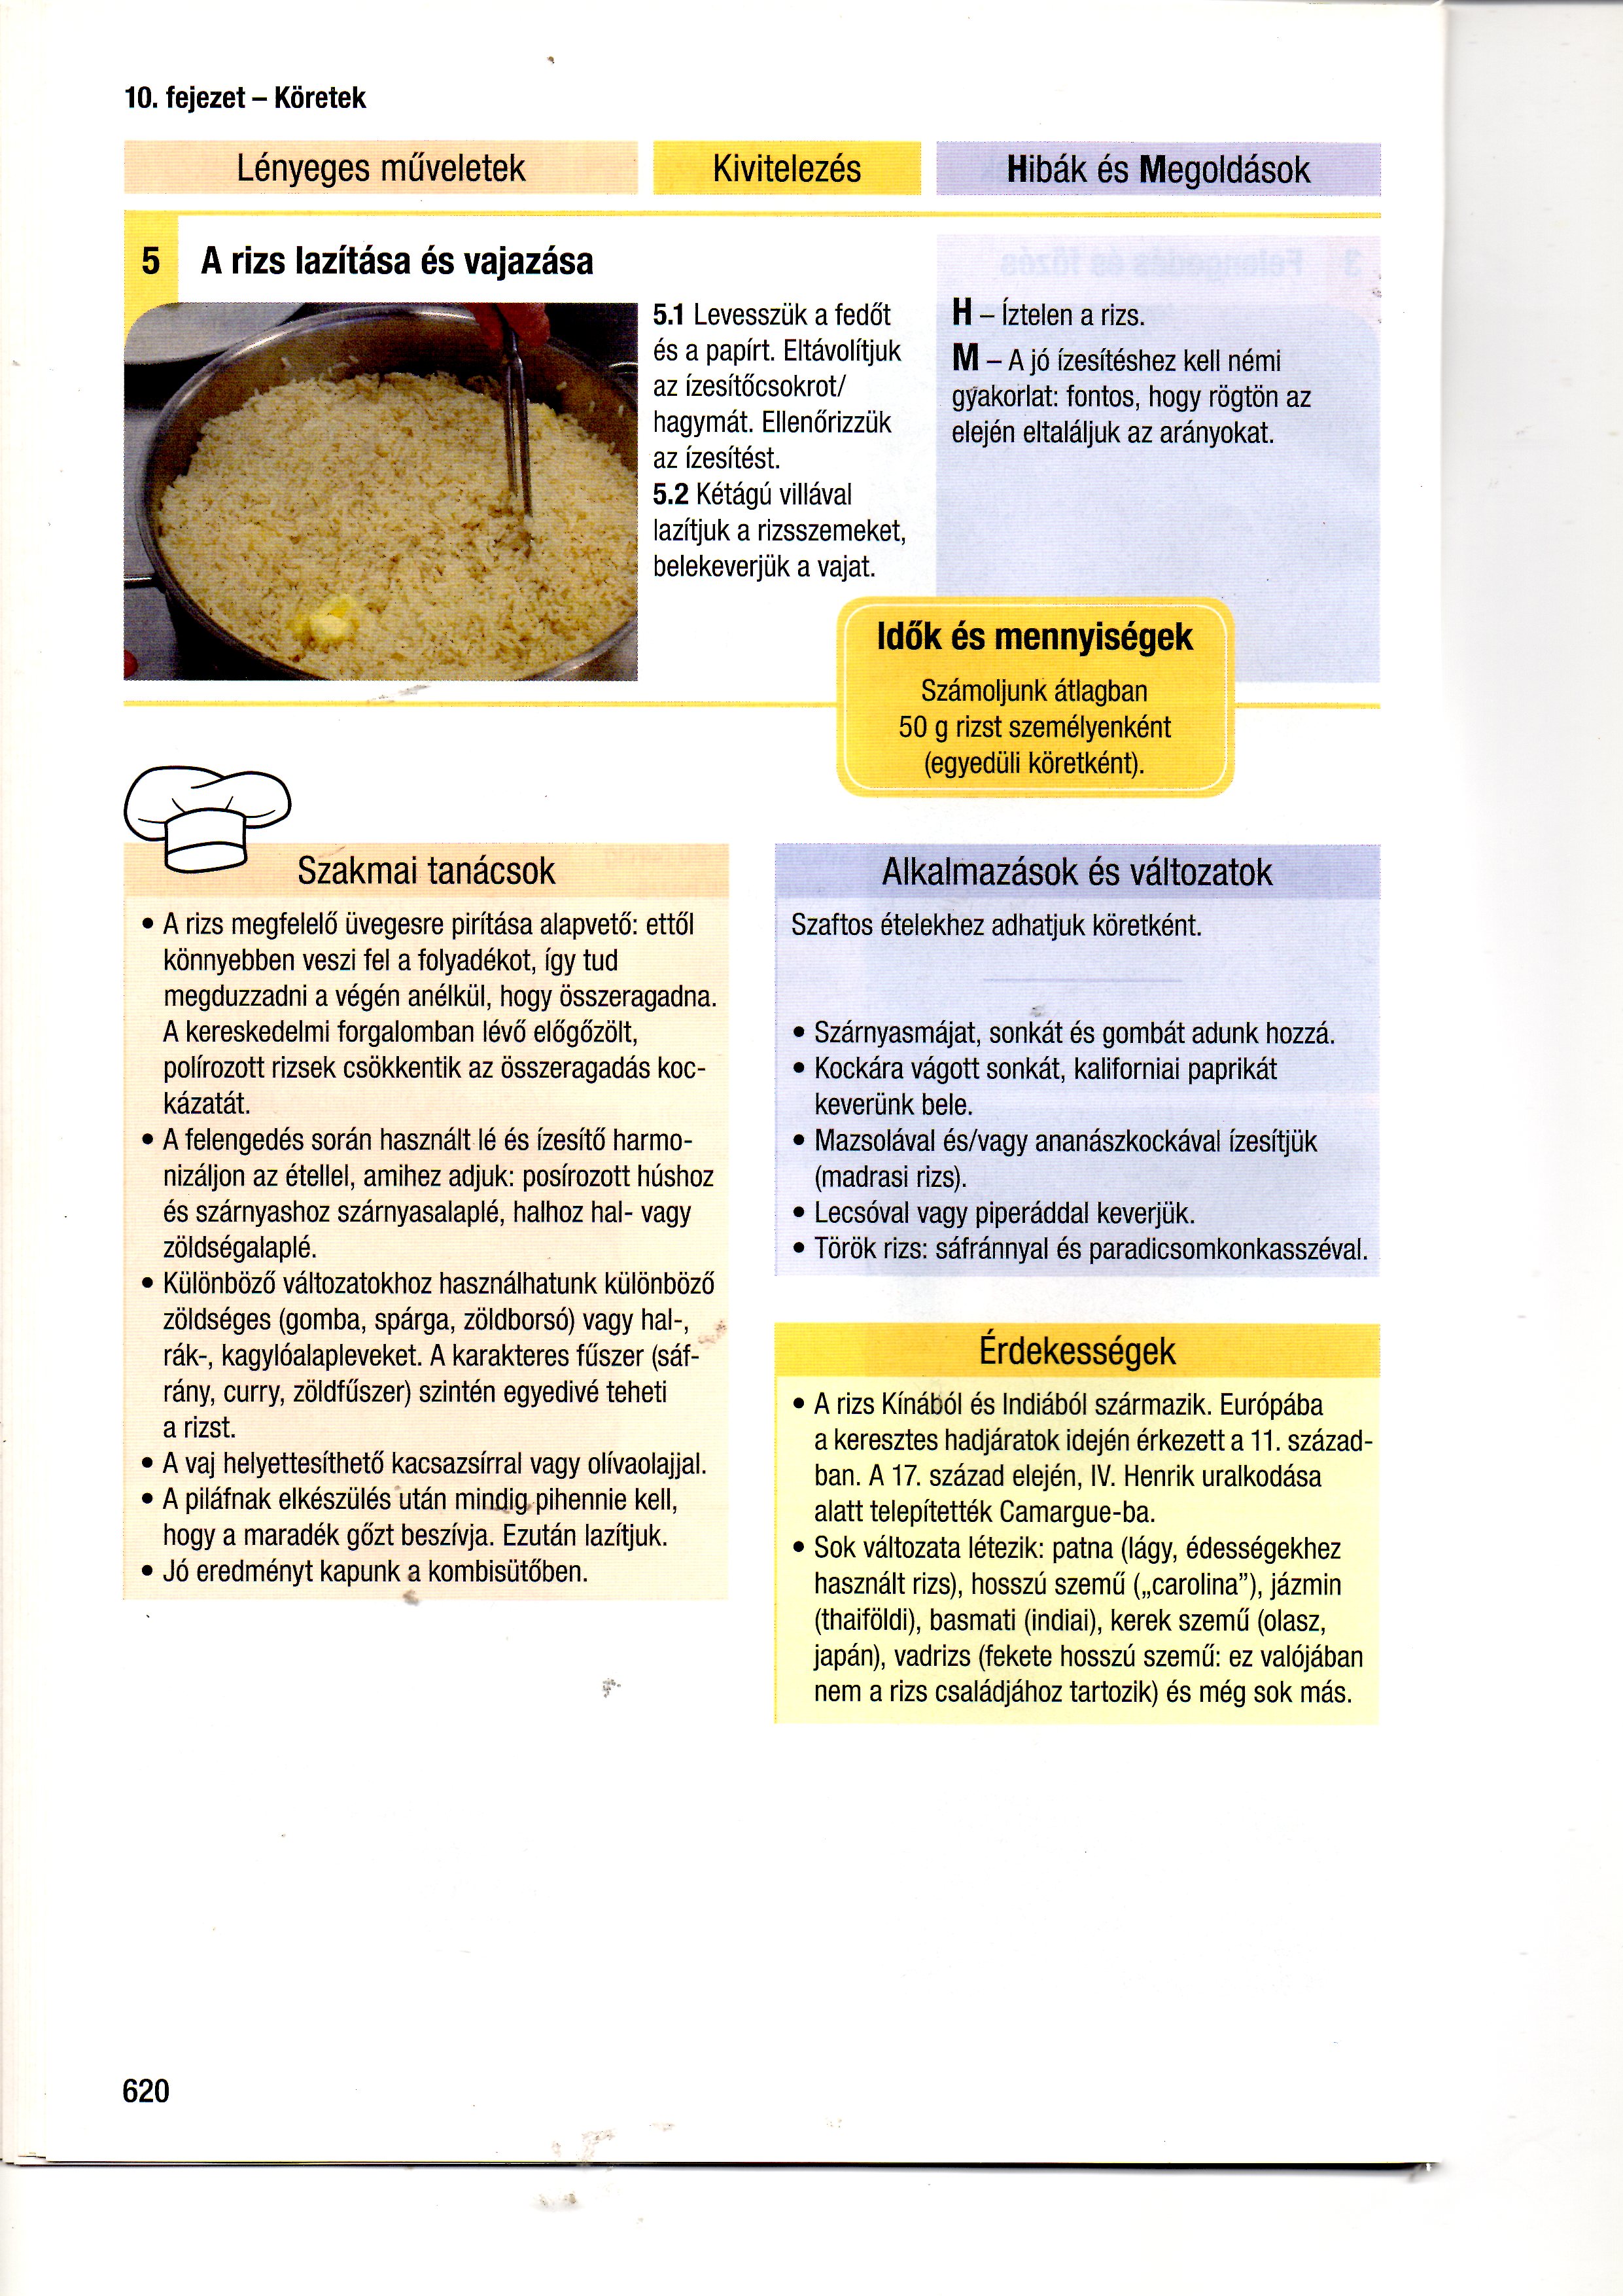 10. fejezet – Köretek
Lényeges műveletek
Kivitelezés
Hibák és Megoldások
5 A rizs lazítása és vajazása
5.1 Levesszük a fedőt
és a papírt. Eltávolítjuk
az ízesítőcsokrot/
hagymát. Ellenőrizzük
az ízesítést.
5.2 Kétágú villával
lazítjuk a rizsszemeket,
belekeverjük a vajat.
H – Íztelen a rizs.
M – A jó ízesítéshez kell némi
gyakorlat: fontos, hogy rögtön az
elején eltaláljuk az arányokat.
Idők és mennyiségek
Számoljunk átlagban
50 g rizst személyenként
(egyedüli köretként).
Szakmai tanácsok
• A rizs megfelelő üvegesre pirítása alapvető: ettől
könnyebben veszi fel a folyadékot, így tud
megduzzadni a végén anélkül, hogy összeragadna.
A kereskedelmi forgalomban lévő előgőzölt,
polírozott rizsek csökkentik az összeragadás koc-
kázatát.
• A felengedés során használt lé és ízesítő harmo-
nizáljon az étellel, amihez adjuk: posírozott húshoz
és szárnyashoz szárnyasalaplé, halhoz hal- vagy
zöldségalaplé.
• Különböző változatokhoz használhatunk különböző
zöldséges (gomba, spárga, zöldborsó) vagy hal-,
rák-, kagylóalapleveket. A karakteres fűszer (sáf-
rány, curry, zöldfűszer) szintén egyedivé teheti
a rizst.
• A vaj helyettesíthető kacsazsírral vagy olívaolajjal.
• A piláfnak elkészülés után mindig pihennie kell,
hogy a maradék gőzt beszívja. Ezután lazítjuk.
• Jó eredményt kapunk a kombisütőben.
Alkalmazások és változatok
Szaftos ételekhez adhatjuk köretként.
• Szárnyasmájat, sonkát és gombát adunk hozzá.
• Kockára vágott sonkát, kaliforniai paprikát
keverünk bele.
• Mazsolával és/vagy ananászkockával ízesítjük
(madrasi rizs).
• Lecsóval vagy piperáddal keverjük.
• Török rizs: sáfránnyal és paradicsomkonkasszéval.
Érdekességek
• A rizs Kínából és Indiából származik. Európába
a keresztes hadjáratok idején érkezett a 11. század-
ban. A 17. század elején, IV. Henrik uralkodása
alatt telepítették Camargue-ba.
• Sok változata létezik: patna (lágy, édességekhez
használt rizs), hosszú szemű („carolina”), jázmin
(thaiföldi), basmati (indiai), kerek szemű (olasz,
japán), vadrizs (fekete hosszú szemű: ez valójában
nem a rizs családjához tartozik) és még sok más.
620